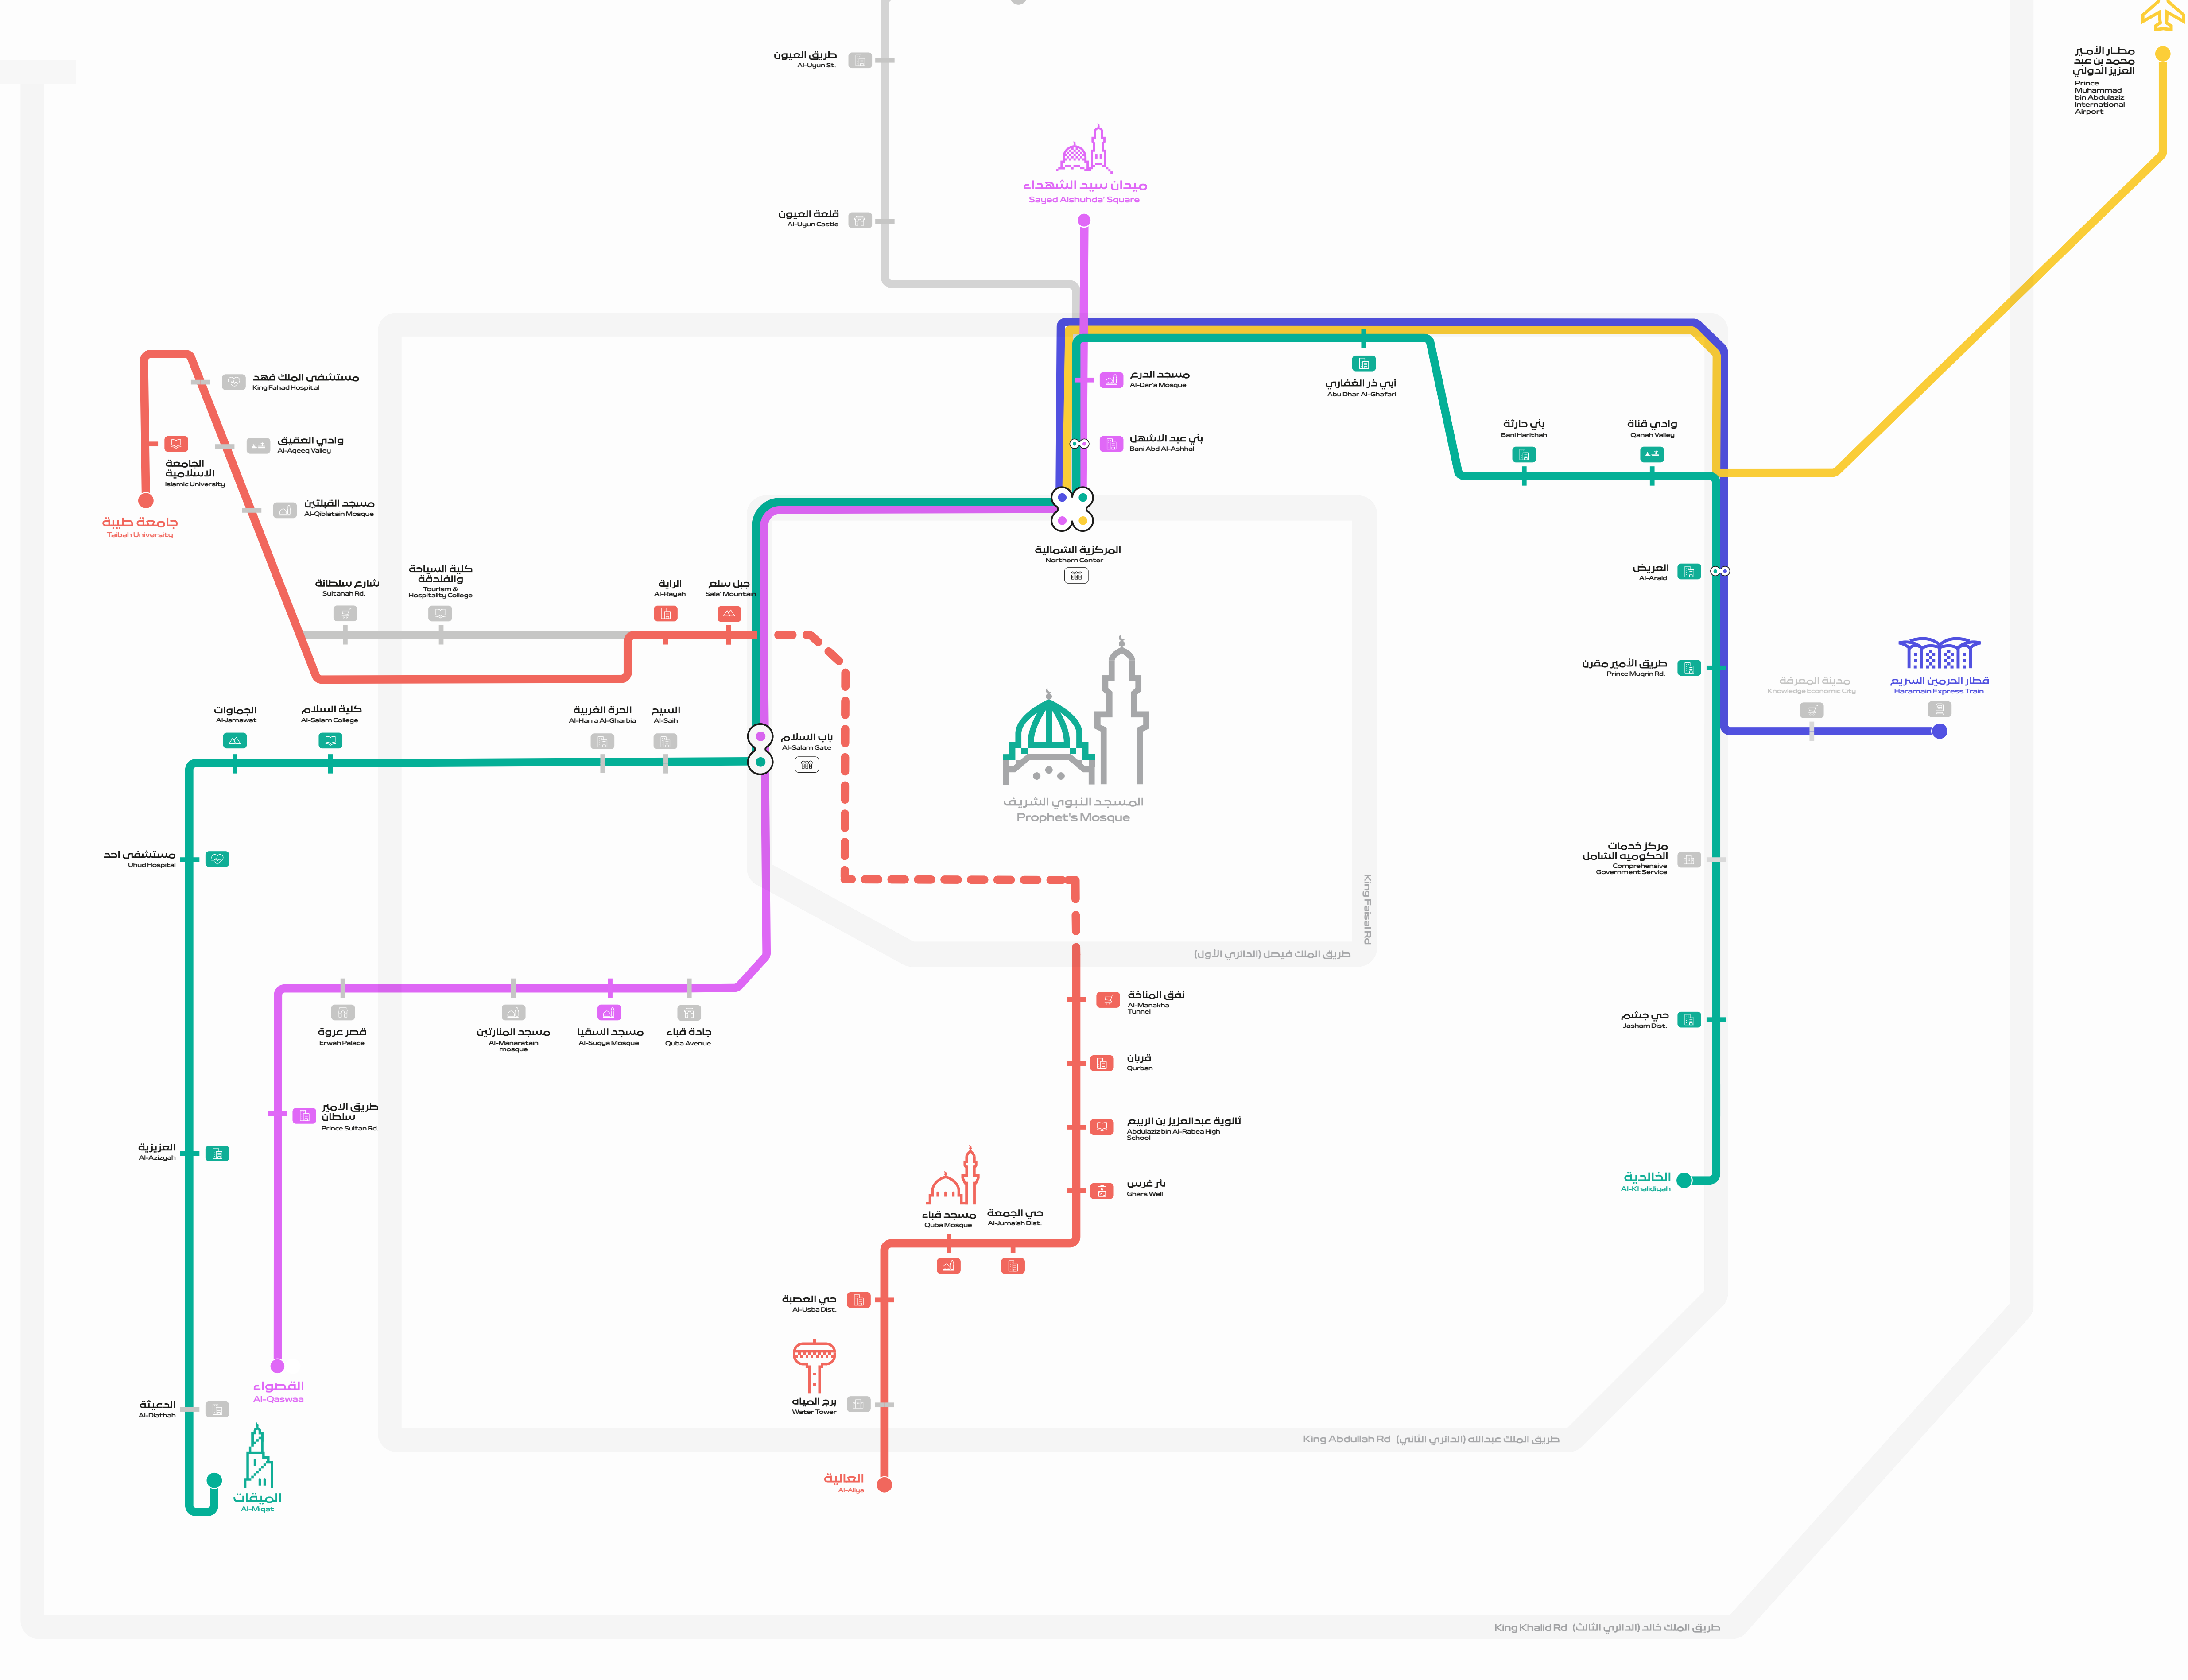 طريق العيون
Al-Uyun St.
مطـار الأمـير
محمد بن عبد
العزيز الدولي
Prince
Muhammad
bin Abdulaziz
International
Airport
قلعة العيون
Al-Uyun Castle
ميدان سيد الشهداء
Sayed Alshuhda' Square
مستشفى الملك فهد
King Fahad Hospital
وادي العقيق
Al-Aqeeq Valley
الجامعة
الاسلامية
Islamic University
مسجد القبلتين
Al-Qiblatain Mosque
جامعة طيبة
Taibah University
مسجد الدرع
Al-Dar'a Mosque
بني عبد الاشهل
Bani Abd Al-Ashhal
أبي ذر الغفاري
Abu Dhar Al-Ghafari
بني حارثة
Bani Harithah
وادي قناة
Qanah Valley
المركزية الشمالية
Northern Center
العريض
Al-Araid
شارع سلطانة
Sultanah Rd.
كلية السياحة
والفندقة
Tourism &
Hospitality College
الراية
Al-Rayah
جبل سلع
Sala' Mountain
طريق الأمير مقرن
Prince Muqrin Rd.
مدينة المعرفة
Knowledge Economic City
قطار الحرمين السريع
Haramain Express Train
الجماوات
Al-Jamawat
كلية السلام
Al-Salam College
الحرة الغربية
Al-Harra Al-Gharbia
السيح
Al-Saih
باب السلام
Al-Salam Gate
المسجد النبوي الشريف
Prophet's Mosque
مستشفى احد
Uhud Hospital
مركز خدمات
الحكوميه الشامل
Comprehensive
Government Service
King Faisal Rd
طريق الملك فيصل (الدائري الأول)
قصر عروة
Erwah Palace
مسجد المنارتين
Al-Manaratain
mosque
مسجد السقيا
Al-Suqya Mosque
جادة قباء
Quba Avenue
نفق المناخة
Al-Manakha
Tunnel
حي جشم
Jasham Dist.
قربان
Qurban
طريق الامير
سلطان
Prince Sultan Rd.
ثانوية عبدالعزيز بن الربيع
Abdulaziz bin Al-Rabea High
School
العزيزية
Al-Aziziyah
بئر غرس
Ghars Well
الخالدية
Al-Khalidiyah
مسجد قباء
Quba Mosque
حي الجمعة
Al-Juma'ah Dist.
حي العصبة
Al-Usba Dist.
القصواء
Al-Qaswaa
برج المياه
Water Tower
الدعيثة
Al-Diathah
King Abdullah Rd طريق الملك عبدالله (الدائري الثاني)
العالية
Al-Aliya
الميقات
Al-Miqat
King Khalid Rd طريق الملك خالد (الدائري الثالث)